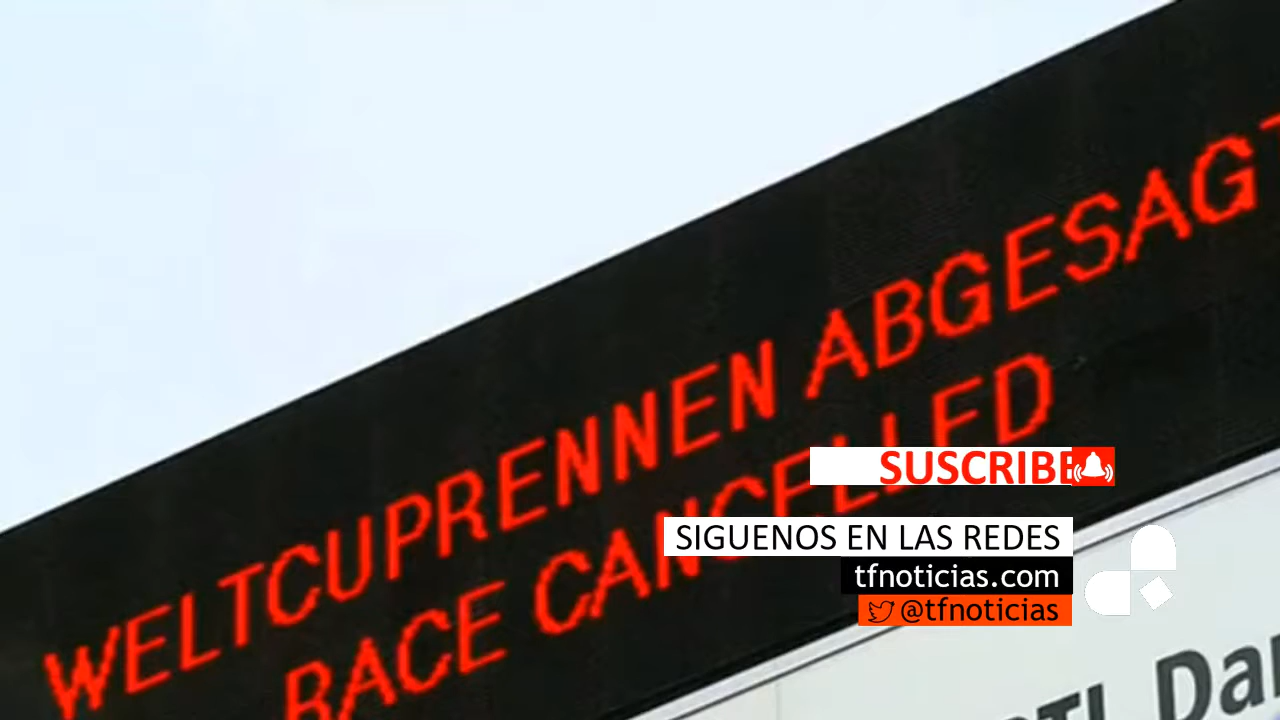 WELTCUPRENNEN ABGESAGT
RACE CANCELLED
SUSCRIBE
SIGUENOS EN LAS REDES
tfnoticias.com
@tfnoticias